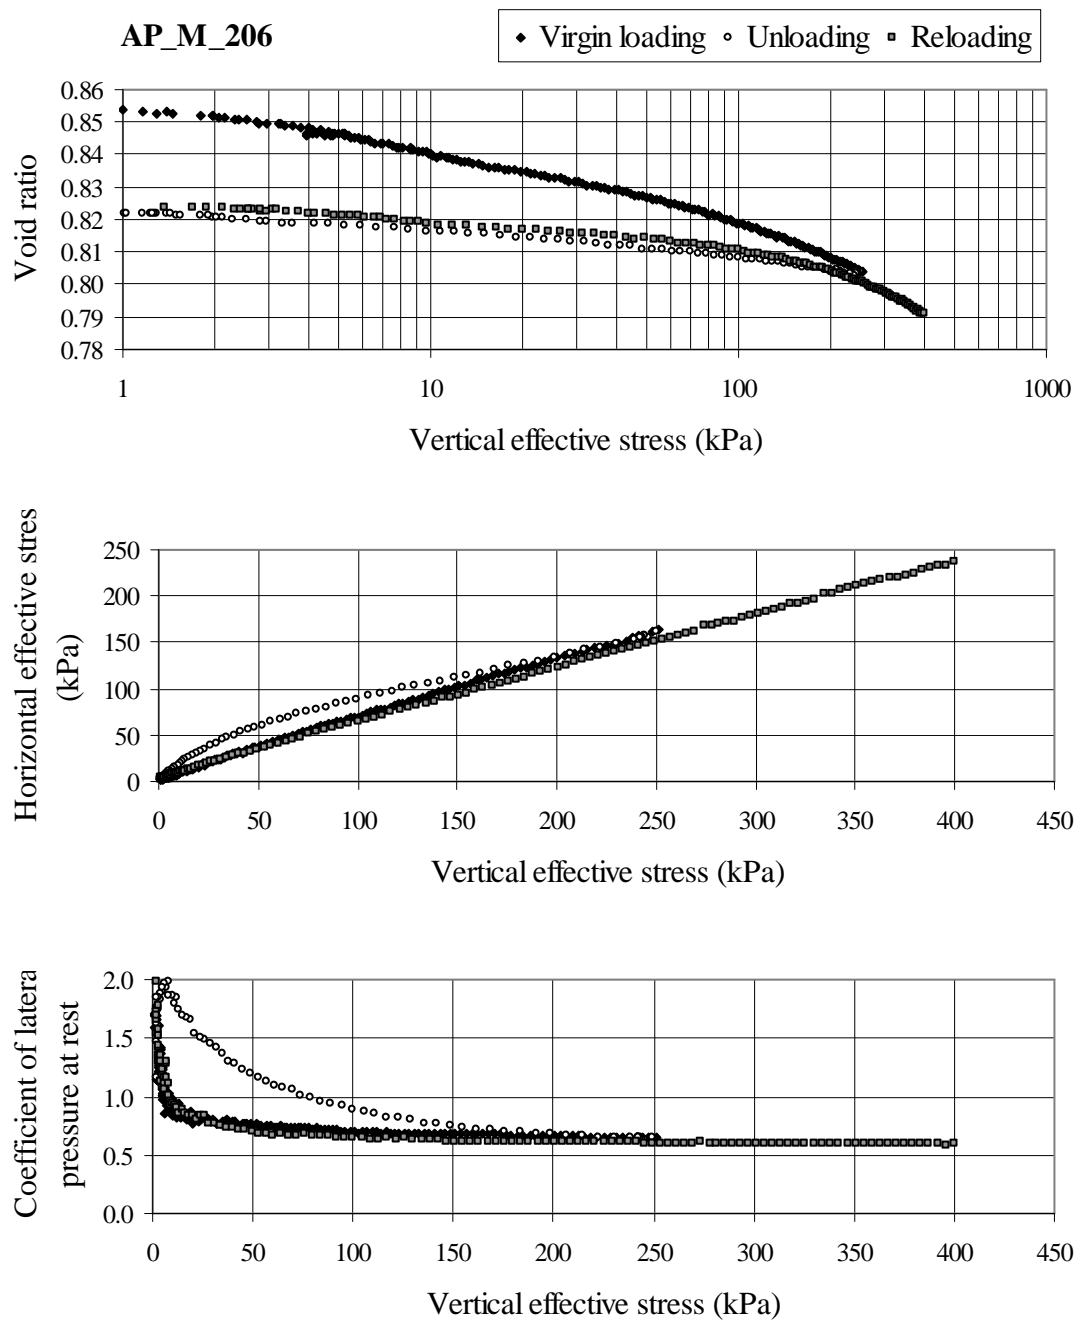 AP_M_206
Virgin loading Unloading Reloading
0.86
0.85
0.84
0.83
0.82
0.81
0.80
0.79
0.78
Void ratio
1 10 100 1000
Vertical effective stress (kPa)
250
200
150
100
50
0
Horizontal effective stres
(kPa)
0 50 100 150 200 250 300 350 400 450
Vertical effective stress (kPa)
2.0
1.5
1.0
0.5
0.0
Coefficient of latera
pressure at rest
0 50 100 150 200 250 300 350 400 450
Vertical effective stress (kPa)